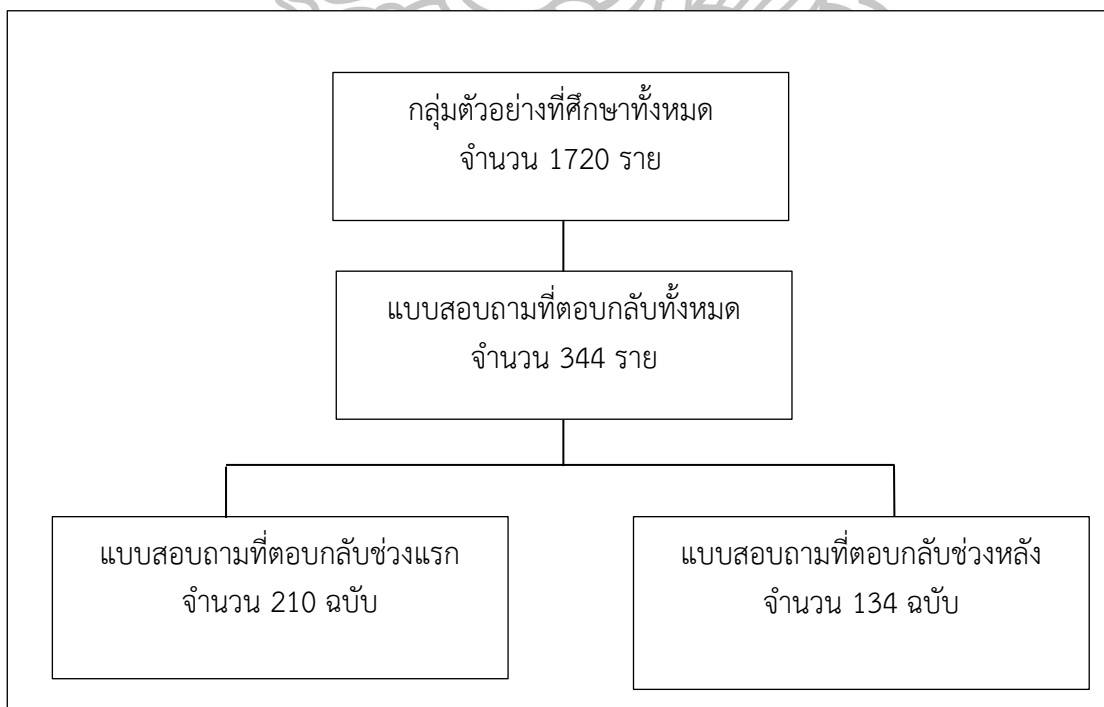 กลุ่มตัวอย่างที่ศึกษาทั้งหมด
จำนวน 1720 ราย
แบบสอบถามที่ตอบกลับทั้งหมด
จำนวน 344 ราย
แบบสอบถามที่ตอบกลับช่วงแรก
จำนวน 210 ฉบับ
แบบสอบถามที่ตอบกลับช่วงหลัง
จำนวน 134 ฉบับ